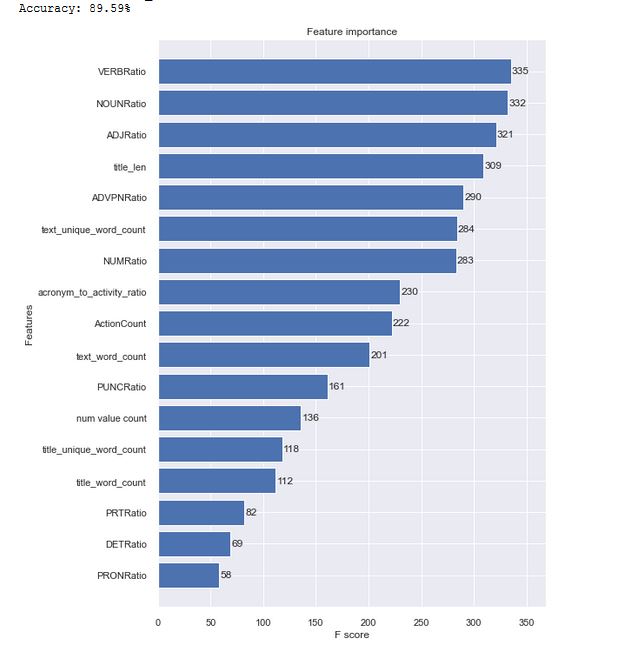 Accuracy: 89.59%
Feature importance
VERBRatio 335
NOUNRatio 332
ADJRatio 321
title_len 309
ADVPNRatio 290
text_unique_word_count 284
NUMRatio 283
acronym_to_activity_ratio 230
ActionCount 222
text_word_count 201
PUNCRatio 161
num value count 136
title_unique_word_count 118
title_word_count 112
PRTRatio 82
DETRatio 69
PRONRatio 58
Features
0 50 100 150 200 250 300 350
F score